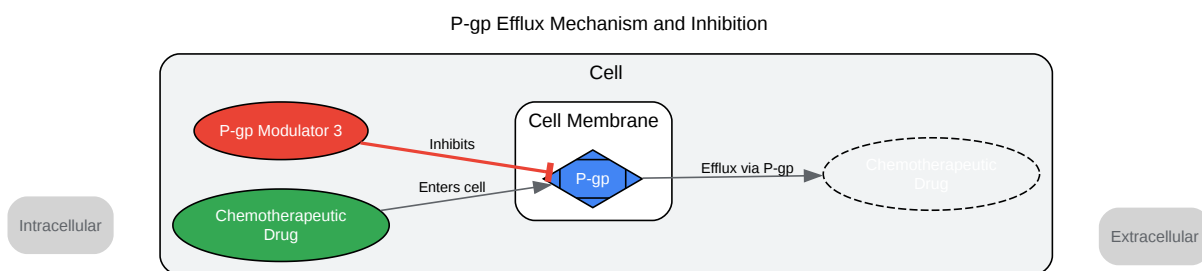 P-gp Efflux Mechanism and Inhibition
Cell
Cell Membrane
P-gp Modulator 3
Inhibits
P-gp
Efflux via P-gp
Chemotherapeutic
Drug
Enters cell
Chemotherapeutic
Drug
Intracellular
Extracellular